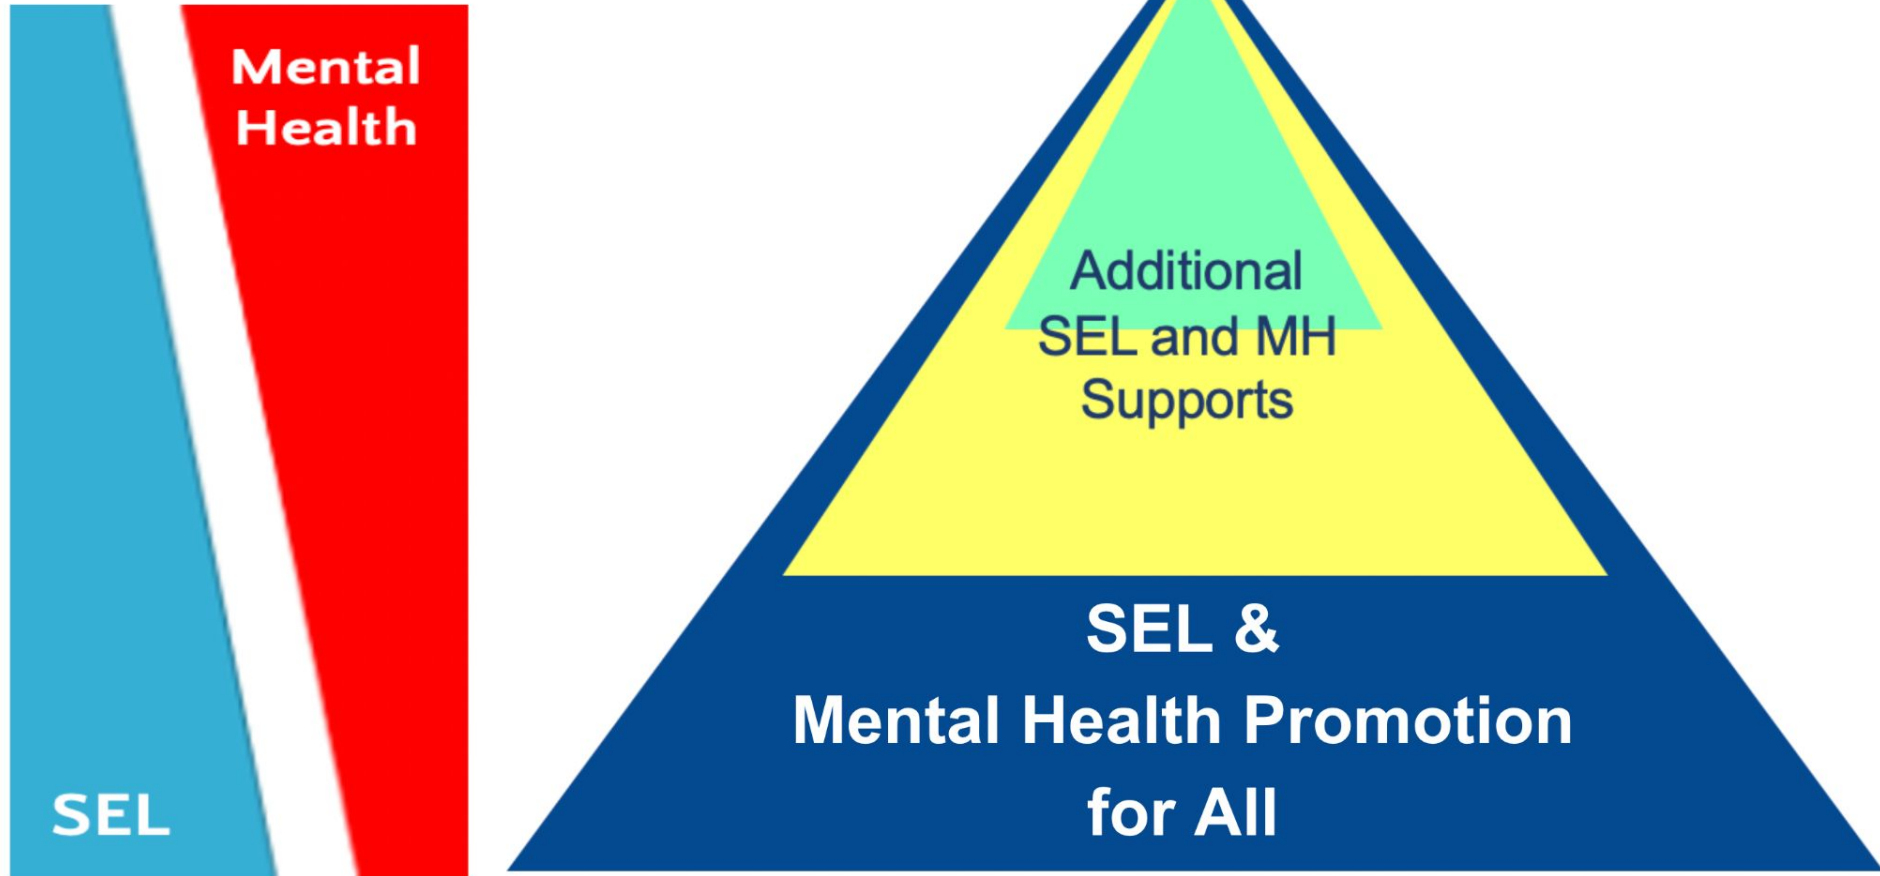 Mental
Health
SEL
Additional
SEL and MH
Supports
SEL &
Mental Health Promotion
for All